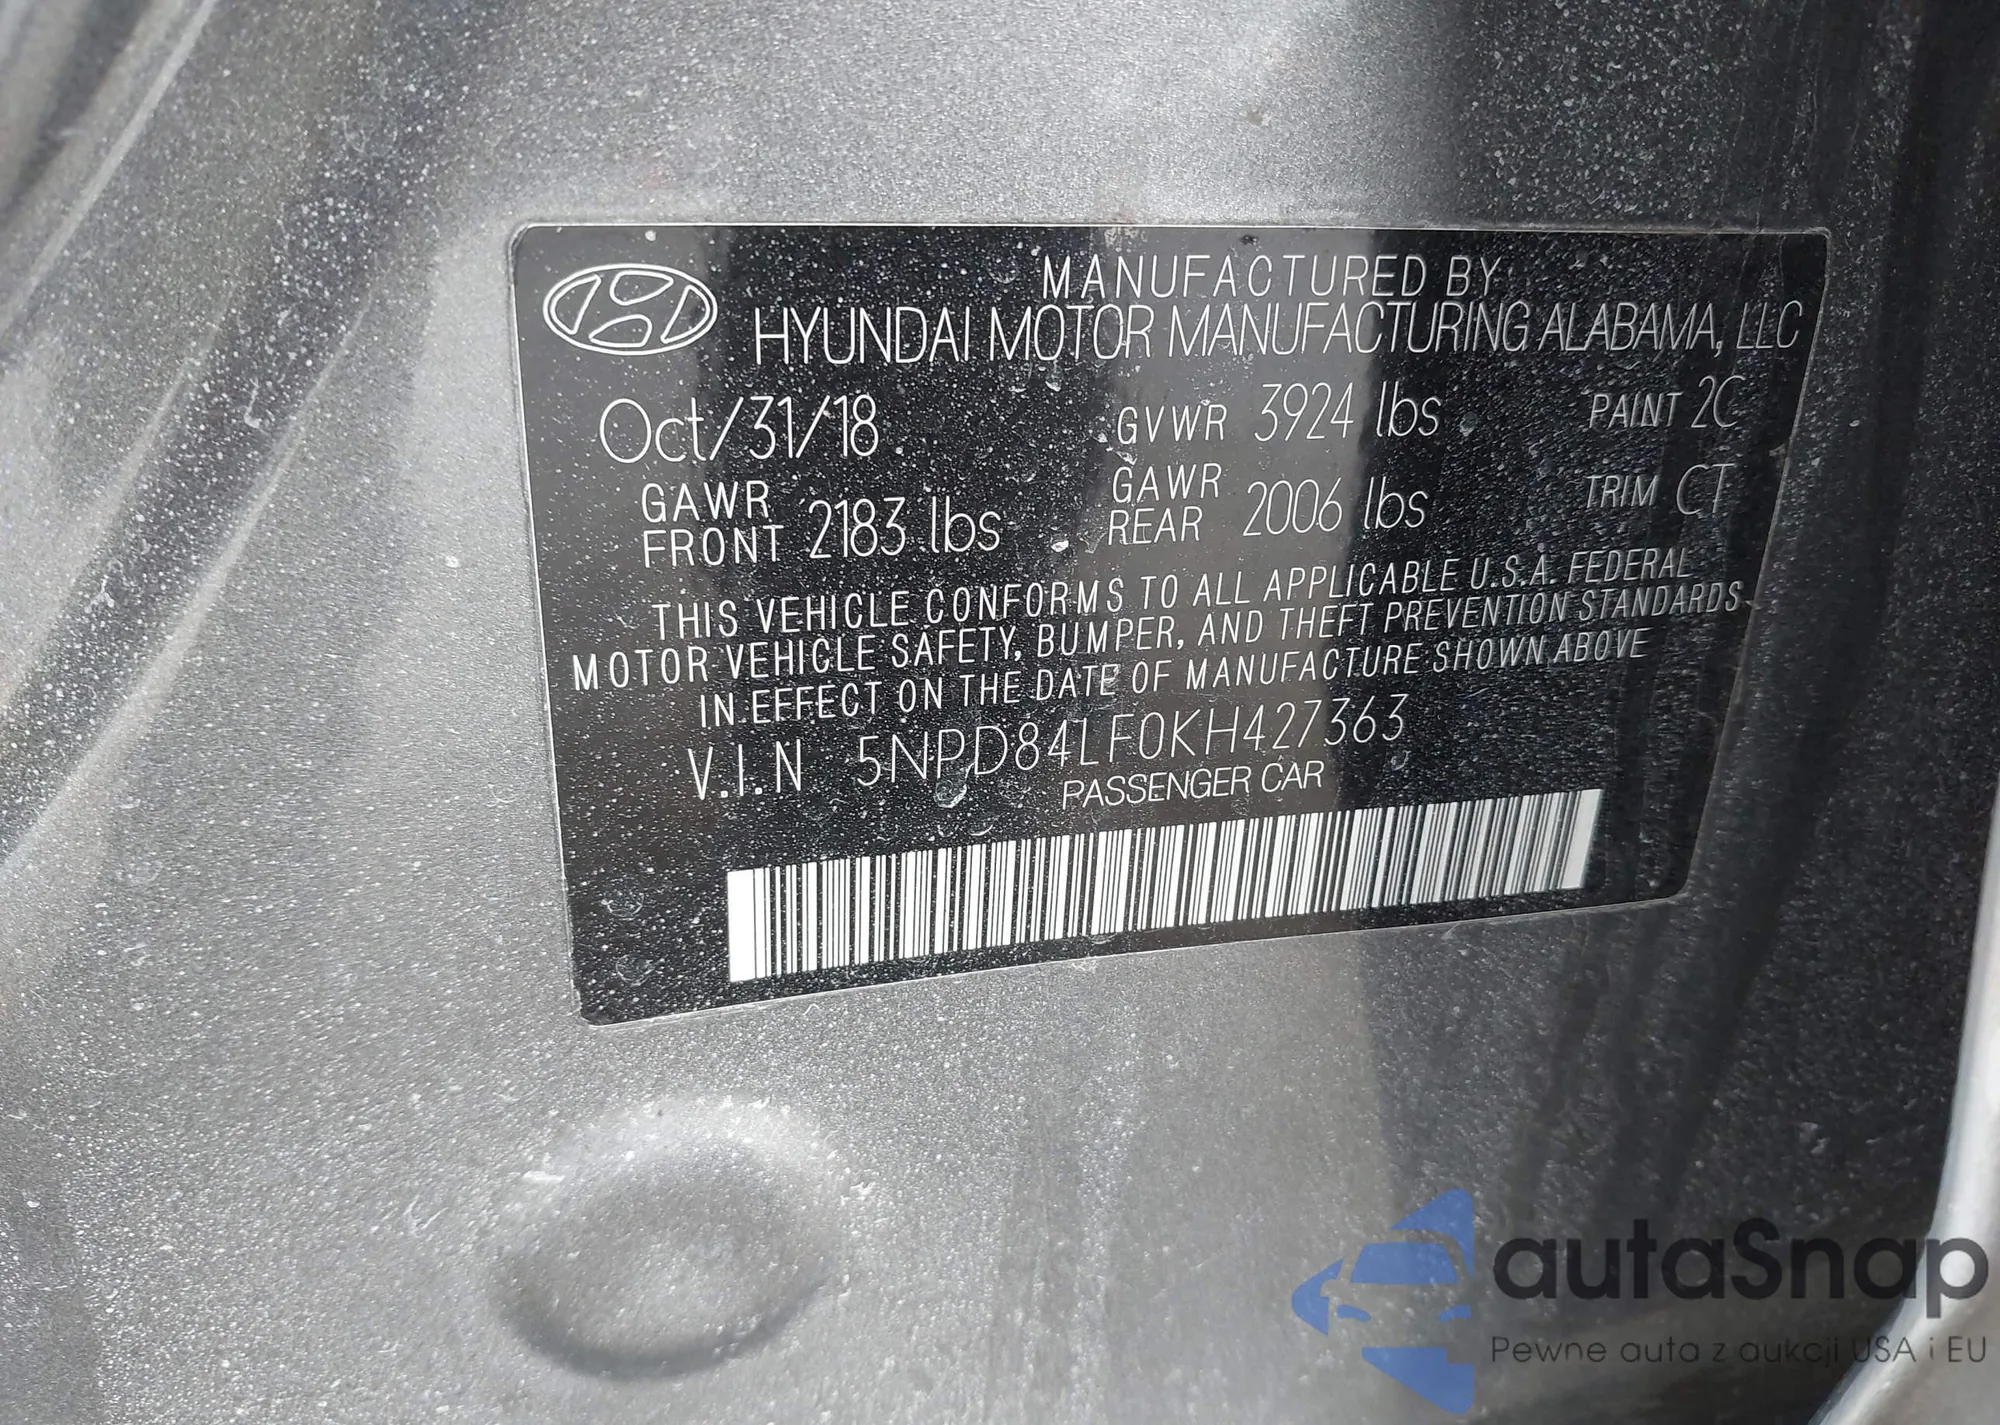 MANUFACTURED BY
HYUNDAI MOTOR MANUFACTURING ALABAMA, LLC
Oct/31/18 GVWR 3924 lbs PAINT 2C
GAWR FRONT 2183 lbs GAWR REAR 2006 lbs TRIM CT
THIS VEHICLE CONFORMS TO ALL APPLICABLE U.S.A. FEDERAL
MOTOR VEHICLE SAFETY, BUMPER, AND THEFT PREVENTION STANDARDS
IN EFFECT ON THE DATE OF MANUFACTURE SHOWN ABOVE
V.I.N 5NPD84LF0KH427363
PASSENGER CAR
autaSnap
Pewne auta z aukcji USA i EU